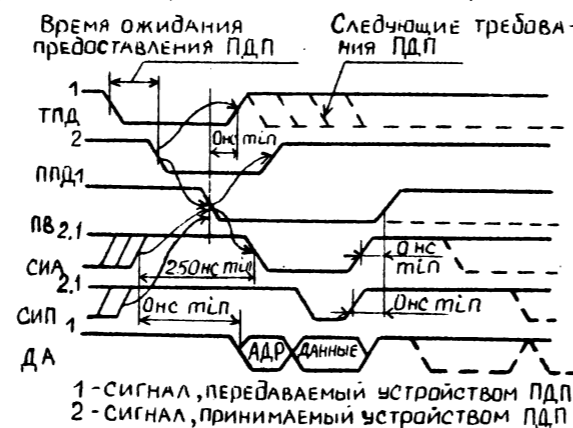 Время ожидания
предоставления ПДП
Следующие требова-
ния ПДП
1
ТПД
0нс min
2
ППД1
ПВ 2,1
0нс
min
СИА
250нс min
2,1
0нс min
СИП
0нс min
1
ДА
АДР
ДАННЫЕ
1-СИГНАЛ, ПЕРЕДАВАЕМЫЙ УСТРОЙСТВОМ ПДП
2-СИГНАЛ, ПРИНИМАЕМЫЙ УСТРОЙСТВОМ ПДП